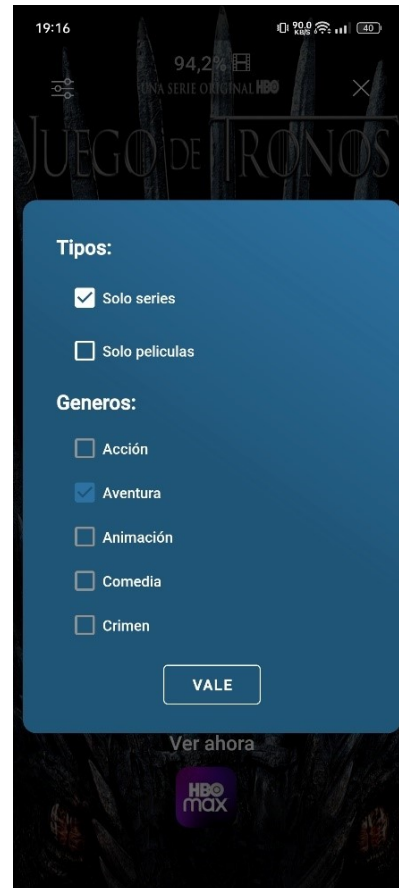 19:16
90.0 KB/S
40
94,2%
UNA SERIE ORIGINAL HBO
JUEGO DE TRONOS
Tipos:
Solo series
Solo peliculas
Generos:
Acción
Aventura
Animación
Comedia
Crimen
VALE
Ver ahora
HBO
max